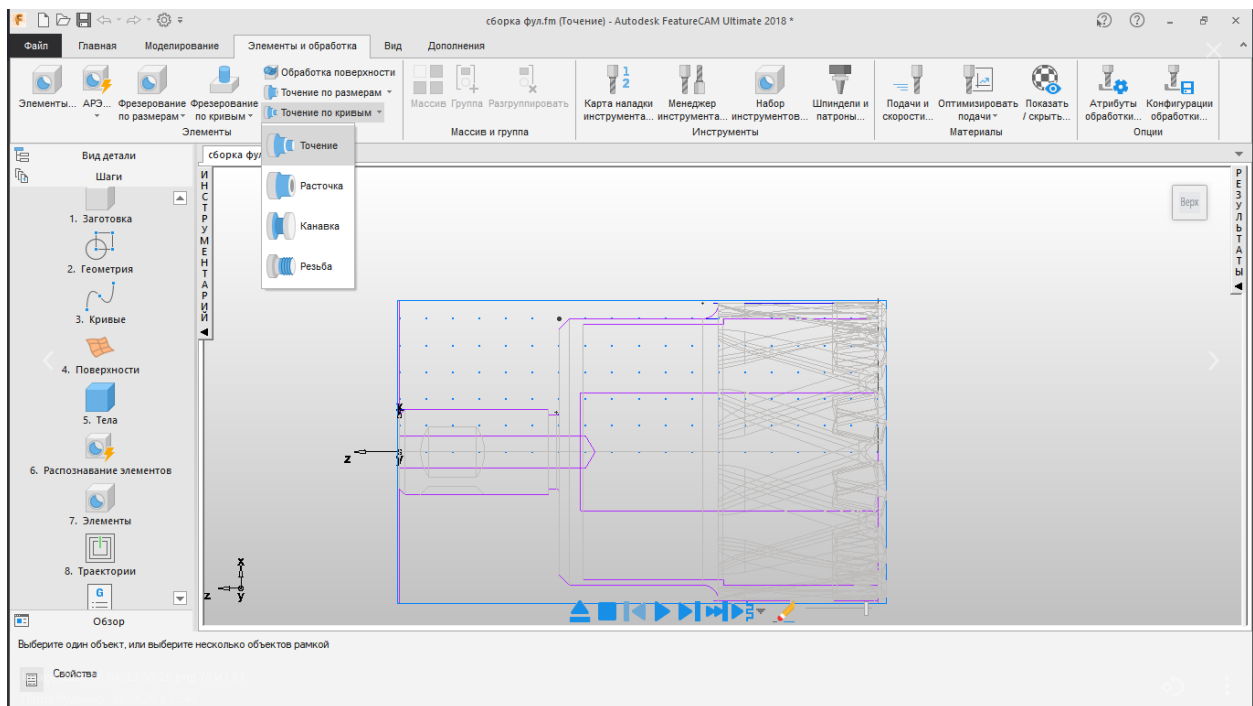 сборка фул.fm (Точение) - Autodesk FeatureCAM Ultimate 2018 *
Файл Главная Моделирование Элементы и обработка Вид Дополнения
Элементы... АРЭ... Фрезерование по размерам Фрезерование по кривым
Обработка поверхности
Точение по размерам
Точение по кривым
Элементы
Массив Группа Разгруппировать
Массив и группа
Карта наладки инструмента... Менеджер инструмента... Набор инструментов... Шпиндели и патроны...
Инструменты
Подачи и скорости... Оптимизировать подачи Показать / скрыть...
Материалы
Атрибуты обработки... Конфигурации обработки...
Опции
Точение
Расточка
Канавка
Резьба
Вид детали
Шаги
1. Заготовка
2. Геометрия
3. Кривые
4. Поверхности
5. Тела
6. Распознавание элементов
7. Элементы
8. Траектории
G
Обзор
сборка фул
ИНСТРУМЕНТАРИЙ
Верх
РЕЗУЛЬТАТЫ
x
z
y
x
z
y
Выберите один объект, или выберите несколько объектов рамкой
Свойства